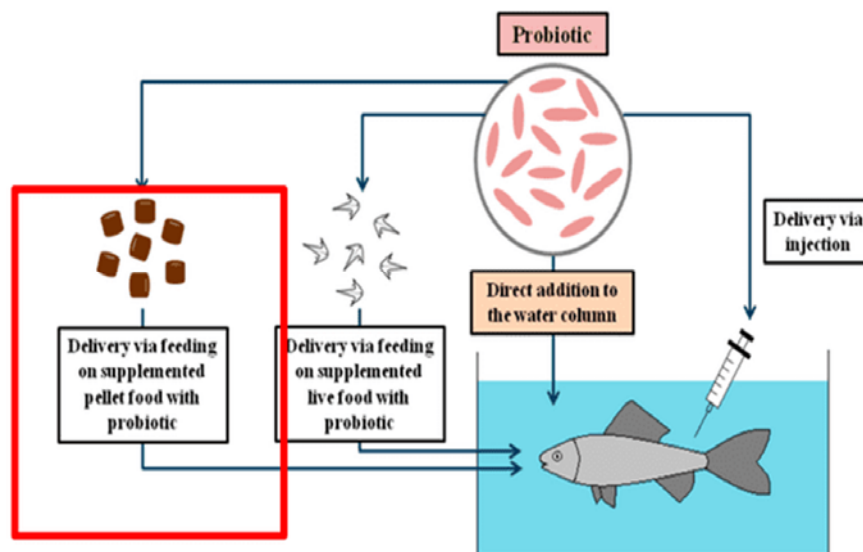 Probiotic
Delivery via
injection
Direct addition to
the water column
Delivery via feeding
on supplemented
pellet food with
probiotic
Delivery via feeding
on supplemented
live food with
probiotic